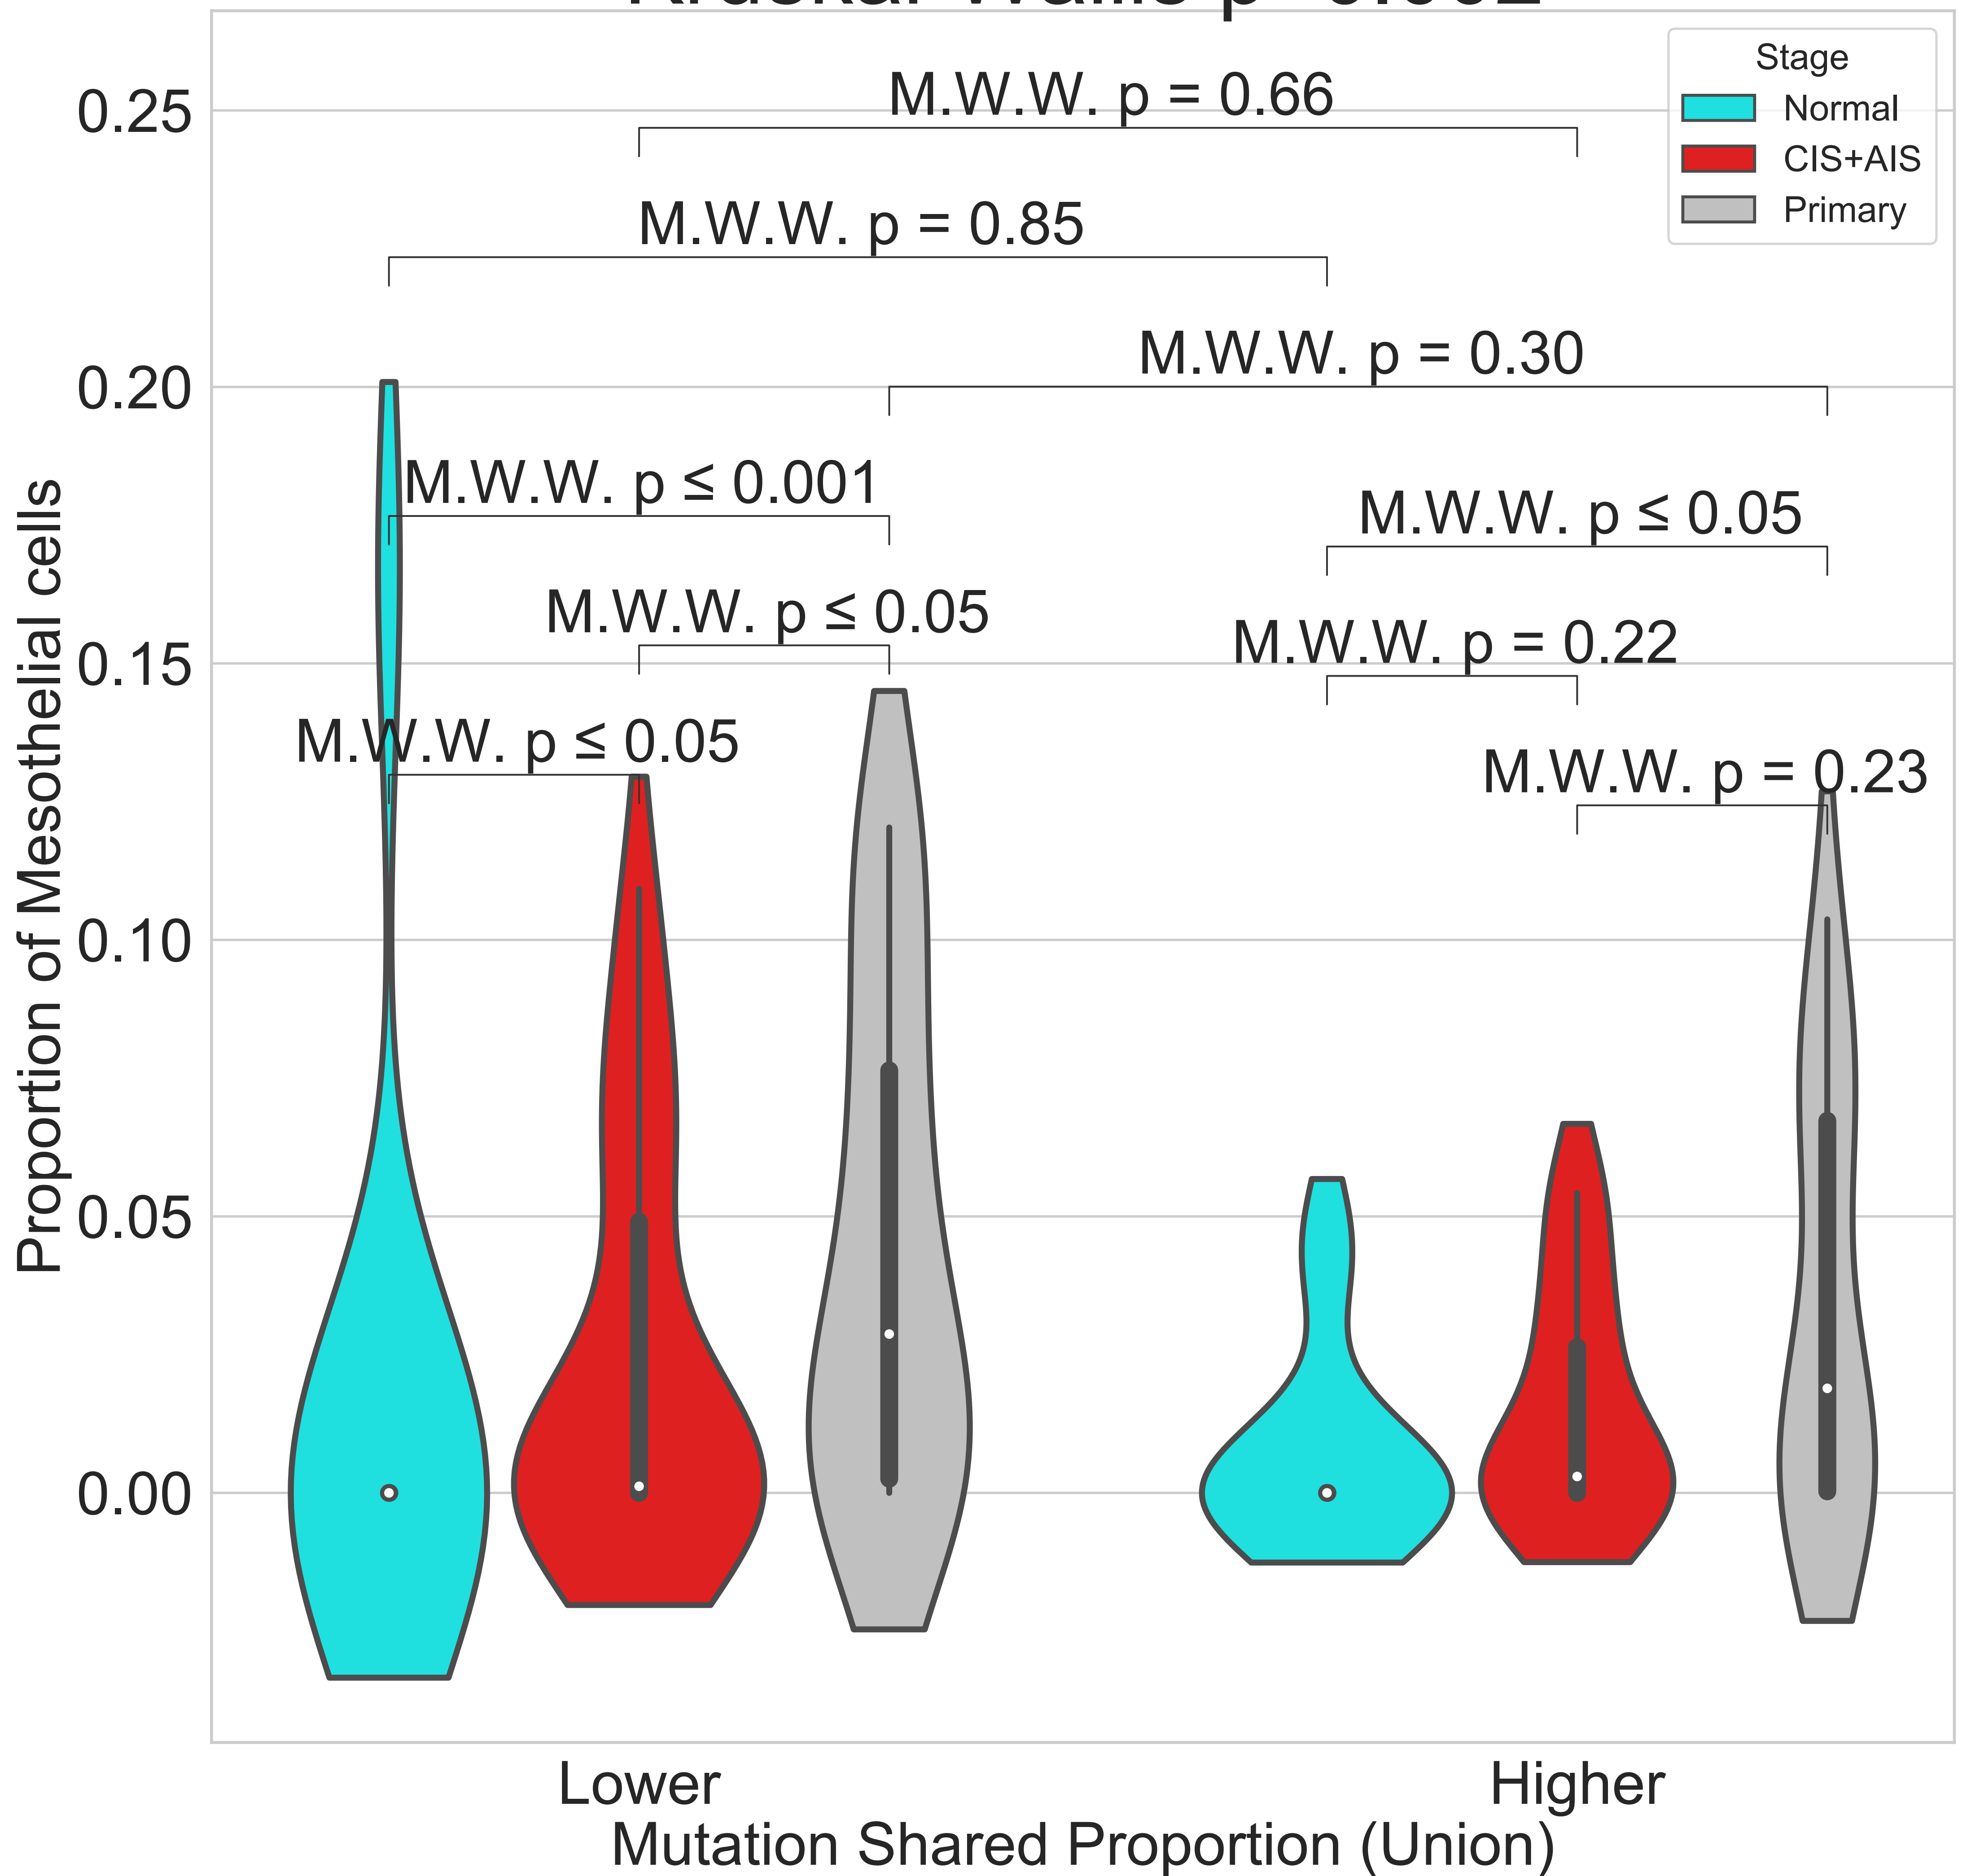 Stage
Normal
CIS+AIS
Primary
M.W.W. p = 0.66
M.W.W. p = 0.85
M.W.W. p = 0.30
M.W.W. p ≤ 0.001
M.W.W. p ≤ 0.05
M.W.W. p ≤ 0.05
M.W.W. p = 0.22
M.W.W. p ≤ 0.05
M.W.W. p = 0.23
0.25
0.20
0.15
0.10
0.05
0.00
Proportion of Mesothelial cells
Lower
Higher
Mutation Shared Proportion (Union)